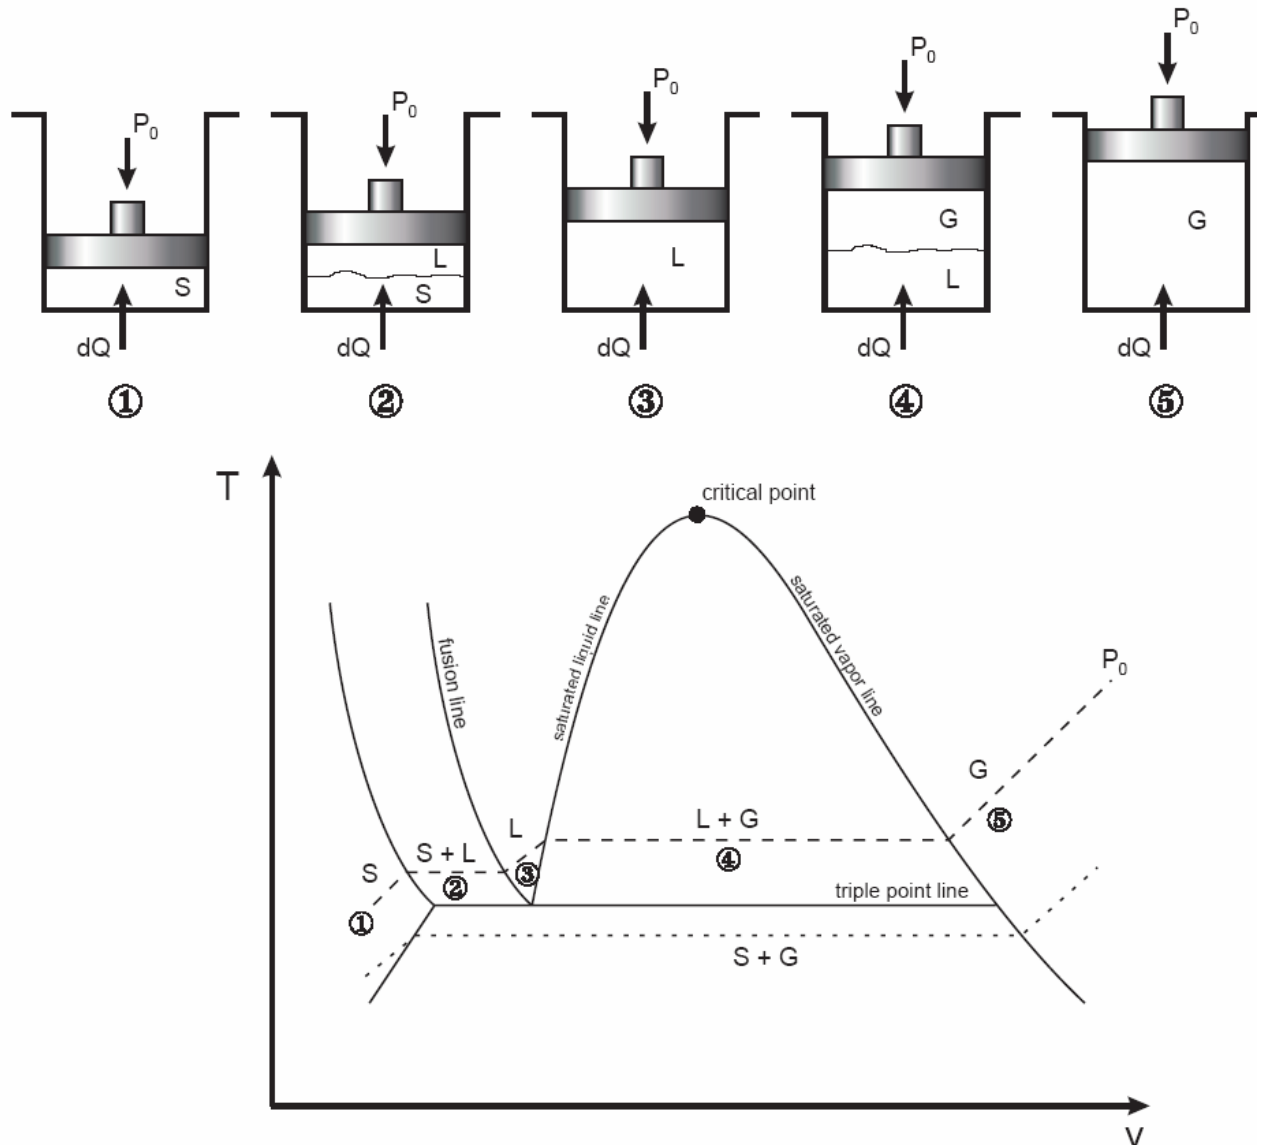 P0 P0 P0 P0 P0
S
L
S
L
G
L
G
dQ dQ dQ dQ dQ
① ② ③ ④ ⑤
T
critical point
fusion line
saturated liquid line
saturated vapor line
P0
G
⑤
L
L + G
④
S
S + L
②
③
①
triple point line
S + G
v